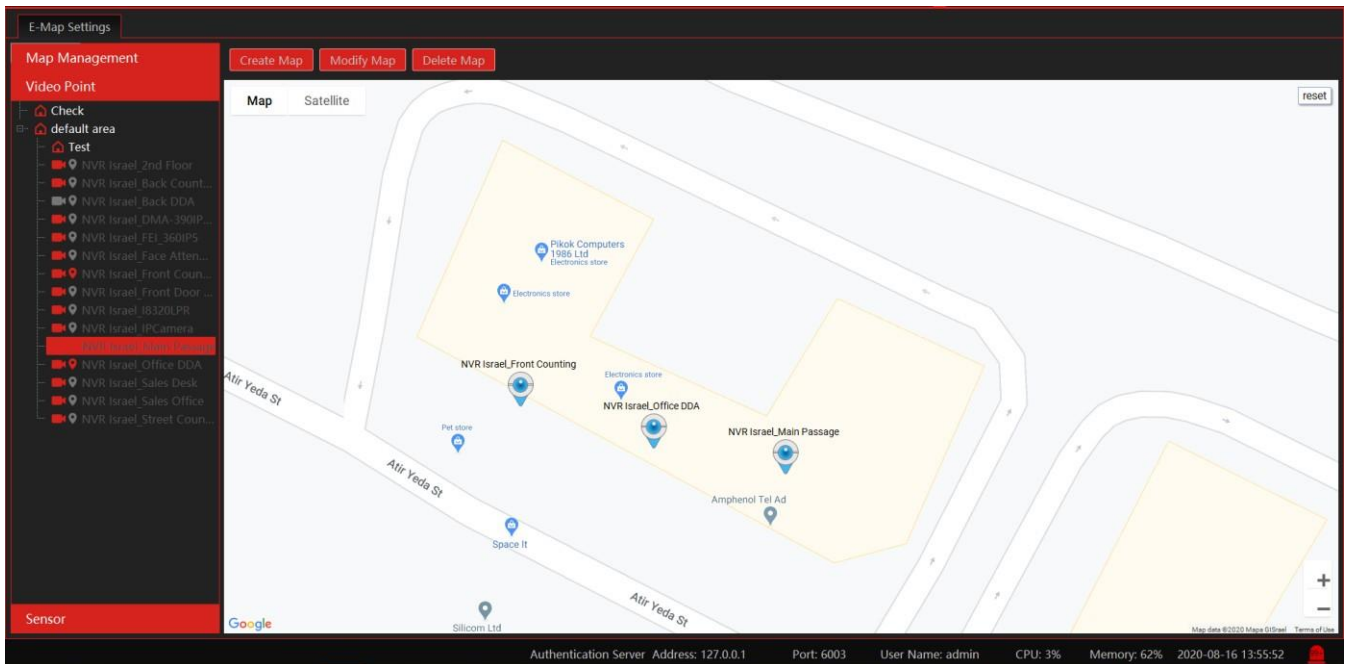 E-Map Settings
Map Management
Video Point
Check
default area
Test
NVR Israel_2nd Floor
NVR Israel_Back Count...
NVR Israel_Back DDA
NVR Israel_DMA-390IP...
NVR Israel_FEI_360IPS
NVR Israel_Face Atten...
NVR Israel_Front Coun...
NVR Israel_Front Door ...
NVR Israel_I8320LPR
NVR Israel_IPCamera
NVR Israel_Main Passage
NVR Israel_Office DDA
NVR Israel_Sales Desk
NVR Israel_Sales Office
NVR Israel_Street Coun...
Sensor
Create Map Modify Map Delete Map
Map Satellite
reset
Pikok Computers
1986 Ltd
Electronics store
Electronics store
NVR Israel_Front Counting
Electronics store
NVR Israel_Office DDA
NVR Israel_Main Passage
Atir Yeda St
Pet store
Atir Yeda St
Amphenol Tel Ad
Space It
Atir Yeda St
Silicom Ltd
+
−
Google
Map data ©2020 Mapa GISrael Terms of Use
Authentication Server Address: 127.0.0.1 Port: 6003 User Name: admin CPU: 3% Memory: 62% 2020-08-16 13:55:52